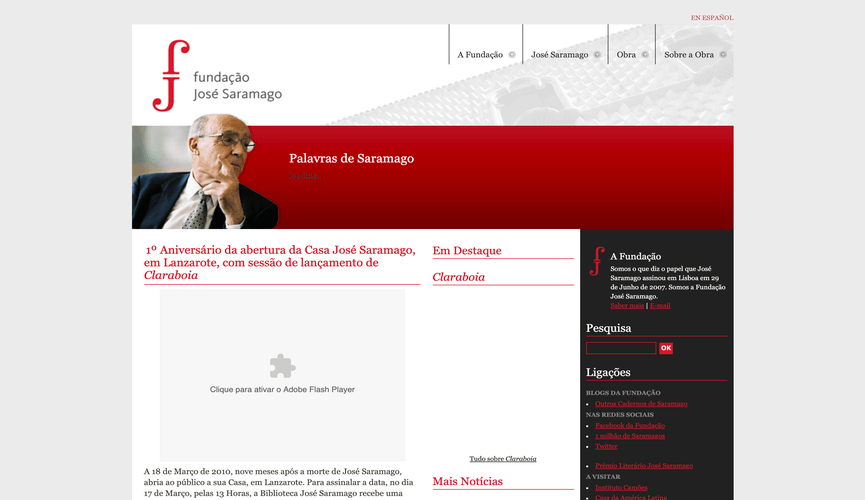 EN ESPAÑOL
fundação
José Saramago
A Fundação
José Saramago
Obra
Sobre a Obra
Palavras de Saramago
1º Aniversário da abertura da Casa José Saramago,
em Lanzarote, com sessão de lançamento de
Claraboia
Clique para ativar o Adobe Flash Player
A 18 de Março de 2010, nove meses após a morte de José Saramago,
abria ao público a sua Casa, em Lanzarote. Para assinalar a data, no dia
17 de Março, pelas 13 Horas, a Biblioteca José Saramago recebe uma
Em Destaque
Claraboia
Tudo sobre Claraboia
Mais Notícias
A Fundação
Somos o que diz o papel que José
Saramago assinou em Lisboa em 29
de Junho de 2007. Somos a Fundação
José Saramago.
Saber mais | E-mail
Pesquisa
OK
Ligações
BLOGS DA FUNDAÇÃO
Outros Cadernos de Saramago
NAS REDES SOCIAIS
Facebook da Fundação
1 milhão de Saramagos
Twitter
Prémio Literário José Saramago
A VISITAR
Instituto Camões
Casa da América Latina